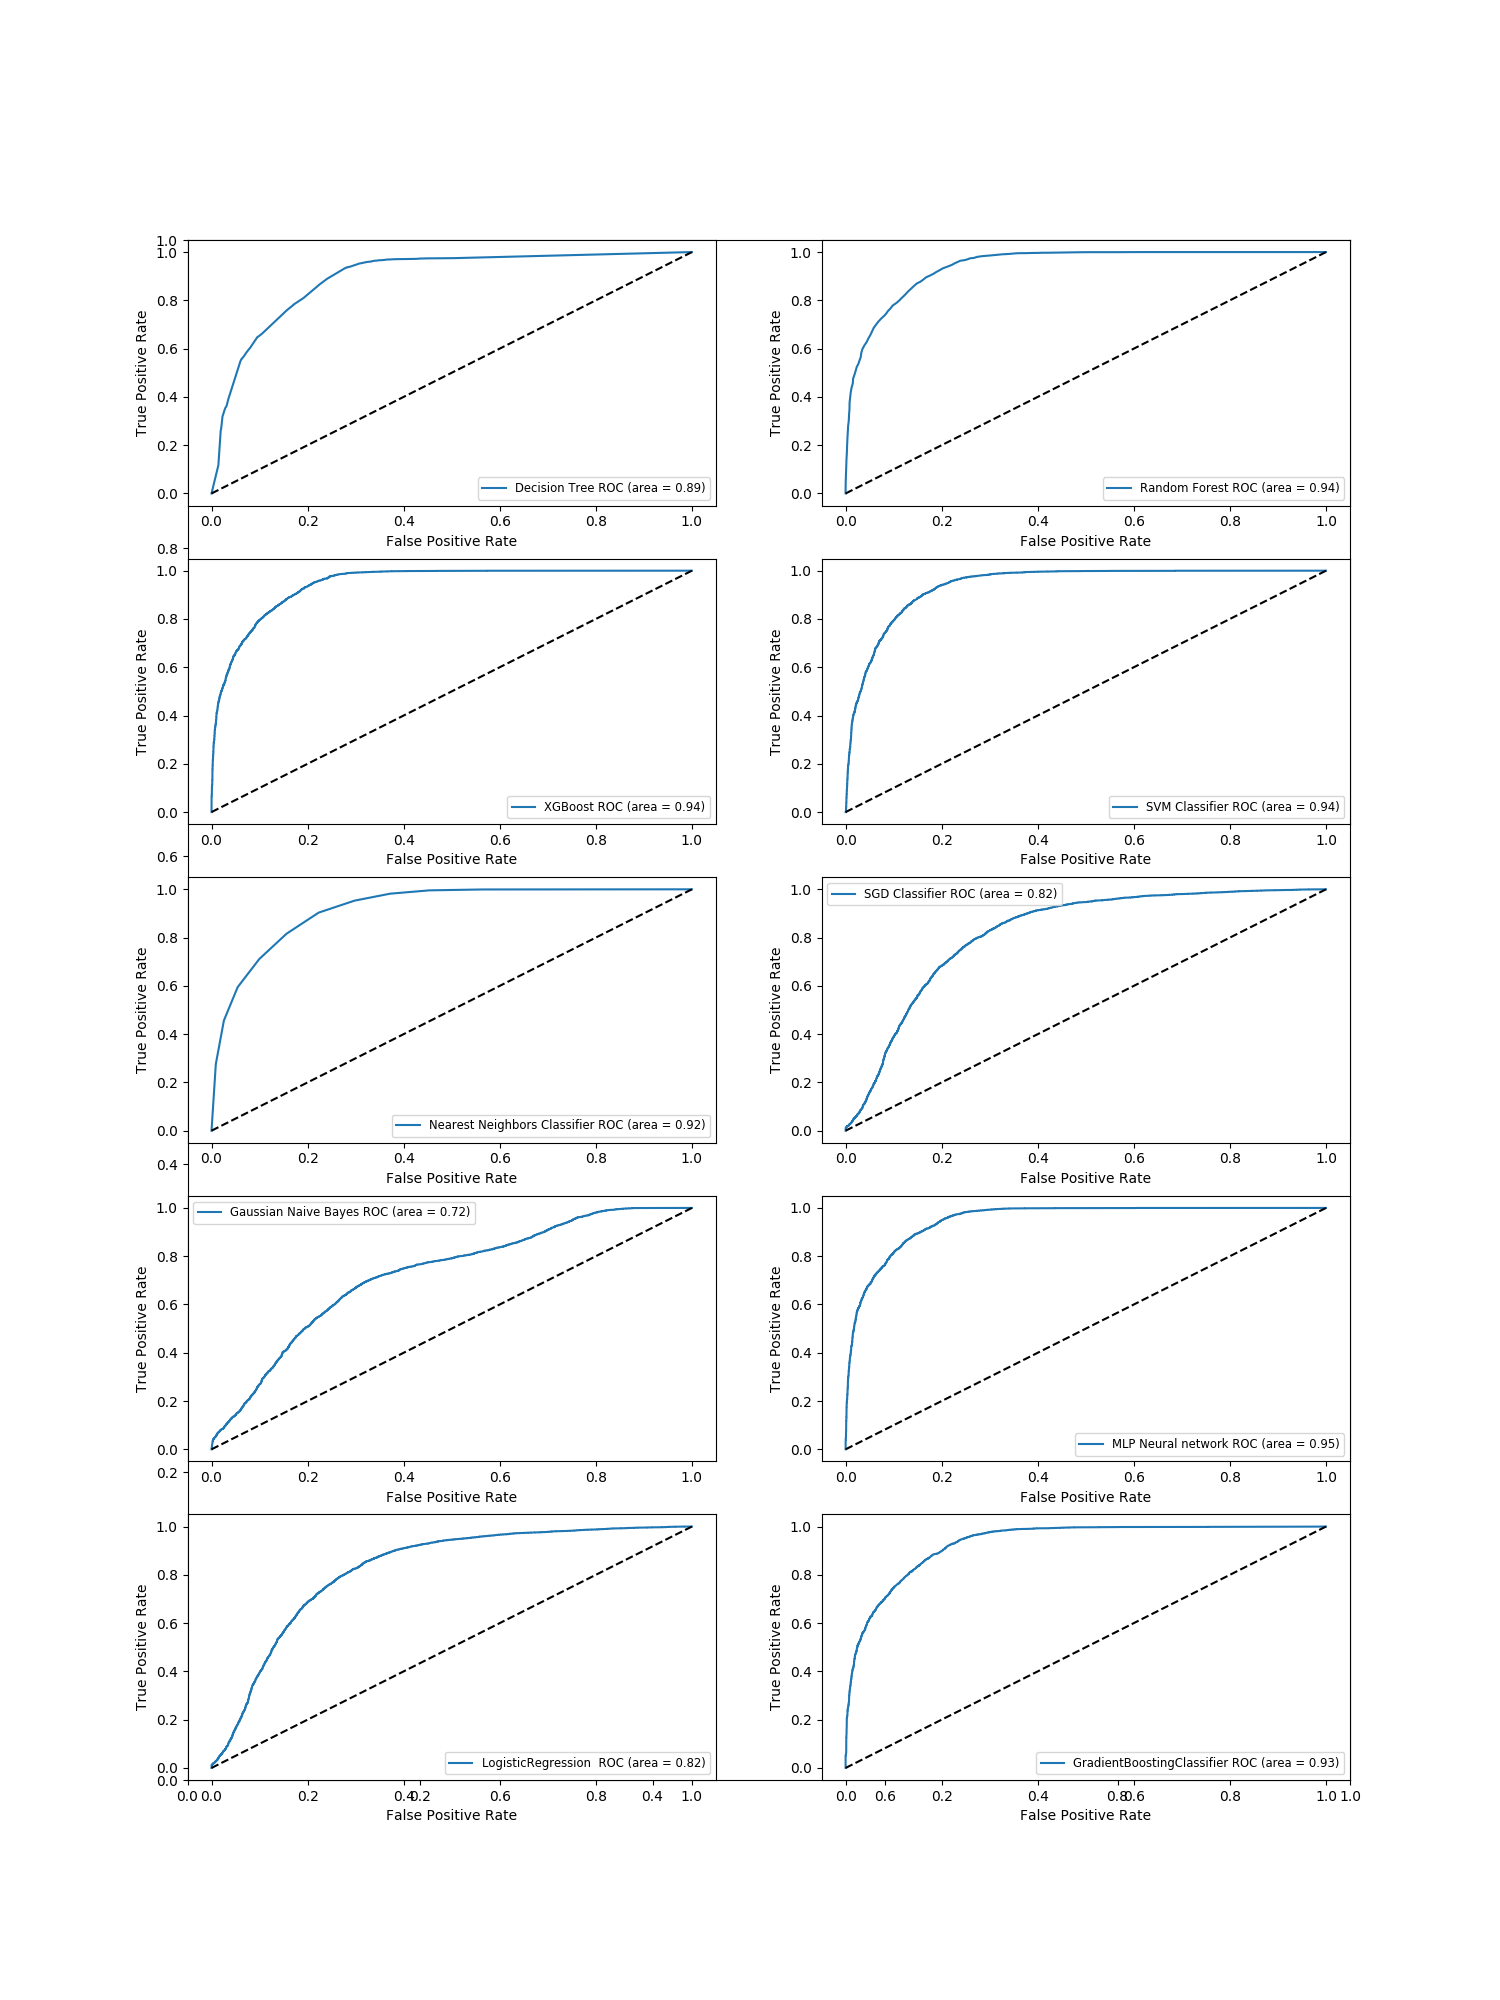 1.0
1.0
0.8
0.6
0.4
0.2
0.0
True Positive Rate
Decision Tree ROC (area = 0.89)
0.0 0.2 0.4 0.6 0.8 1.0
False Positive Rate
1.0
0.8
0.6
0.4
0.2
0.0
True Positive Rate
Random Forest ROC (area = 0.94)
0.0 0.2 0.4 0.6 0.8 1.0
False Positive Rate
0.8
1.0
0.8
0.6
0.4
0.2
0.0
True Positive Rate
XGBoost ROC (area = 0.94)
0.0 0.2 0.4 0.6 0.8 1.0
False Positive Rate
1.0
0.8
0.6
0.4
0.2
0.0
True Positive Rate
SVM Classifier ROC (area = 0.94)
0.0 0.2 0.4 0.6 0.8 1.0
False Positive Rate
0.6
1.0
0.8
0.6
0.4
0.2
0.0
True Positive Rate
Nearest Neighbors Classifier ROC (area = 0.92)
0.0 0.2 0.4 0.6 0.8 1.0
False Positive Rate
SGD Classifier ROC (area = 0.82)
1.0
0.8
0.6
0.4
0.2
0.0
True Positive Rate
0.0 0.2 0.4 0.6 0.8 1.0
False Positive Rate
0.4
Gaussian Naive Bayes ROC (area = 0.72)
1.0
0.8
0.6
0.4
0.2
0.0
True Positive Rate
0.0 0.2 0.4 0.6 0.8 1.0
False Positive Rate
1.0
0.8
0.6
0.4
0.2
0.0
True Positive Rate
MLP Neural network ROC (area = 0.95)
0.0 0.2 0.4 0.6 0.8 1.0
False Positive Rate
0.2
1.0
0.8
0.6
0.4
0.2
0.0
0.0
True Positive Rate
LogisticRegression  ROC (area = 0.82)
0.0 0.0 0.2 0.4 0.2 0.6 0.8 0.4 1.0
False Positive Rate
1.0
0.8
0.6
0.4
0.2
0.0
True Positive Rate
GradientBoostingClassifier ROC (area = 0.93)
0.0 0.6 0.2 0.4 0.8 0.6 0.8 1.0 1.0
False Positive Rate